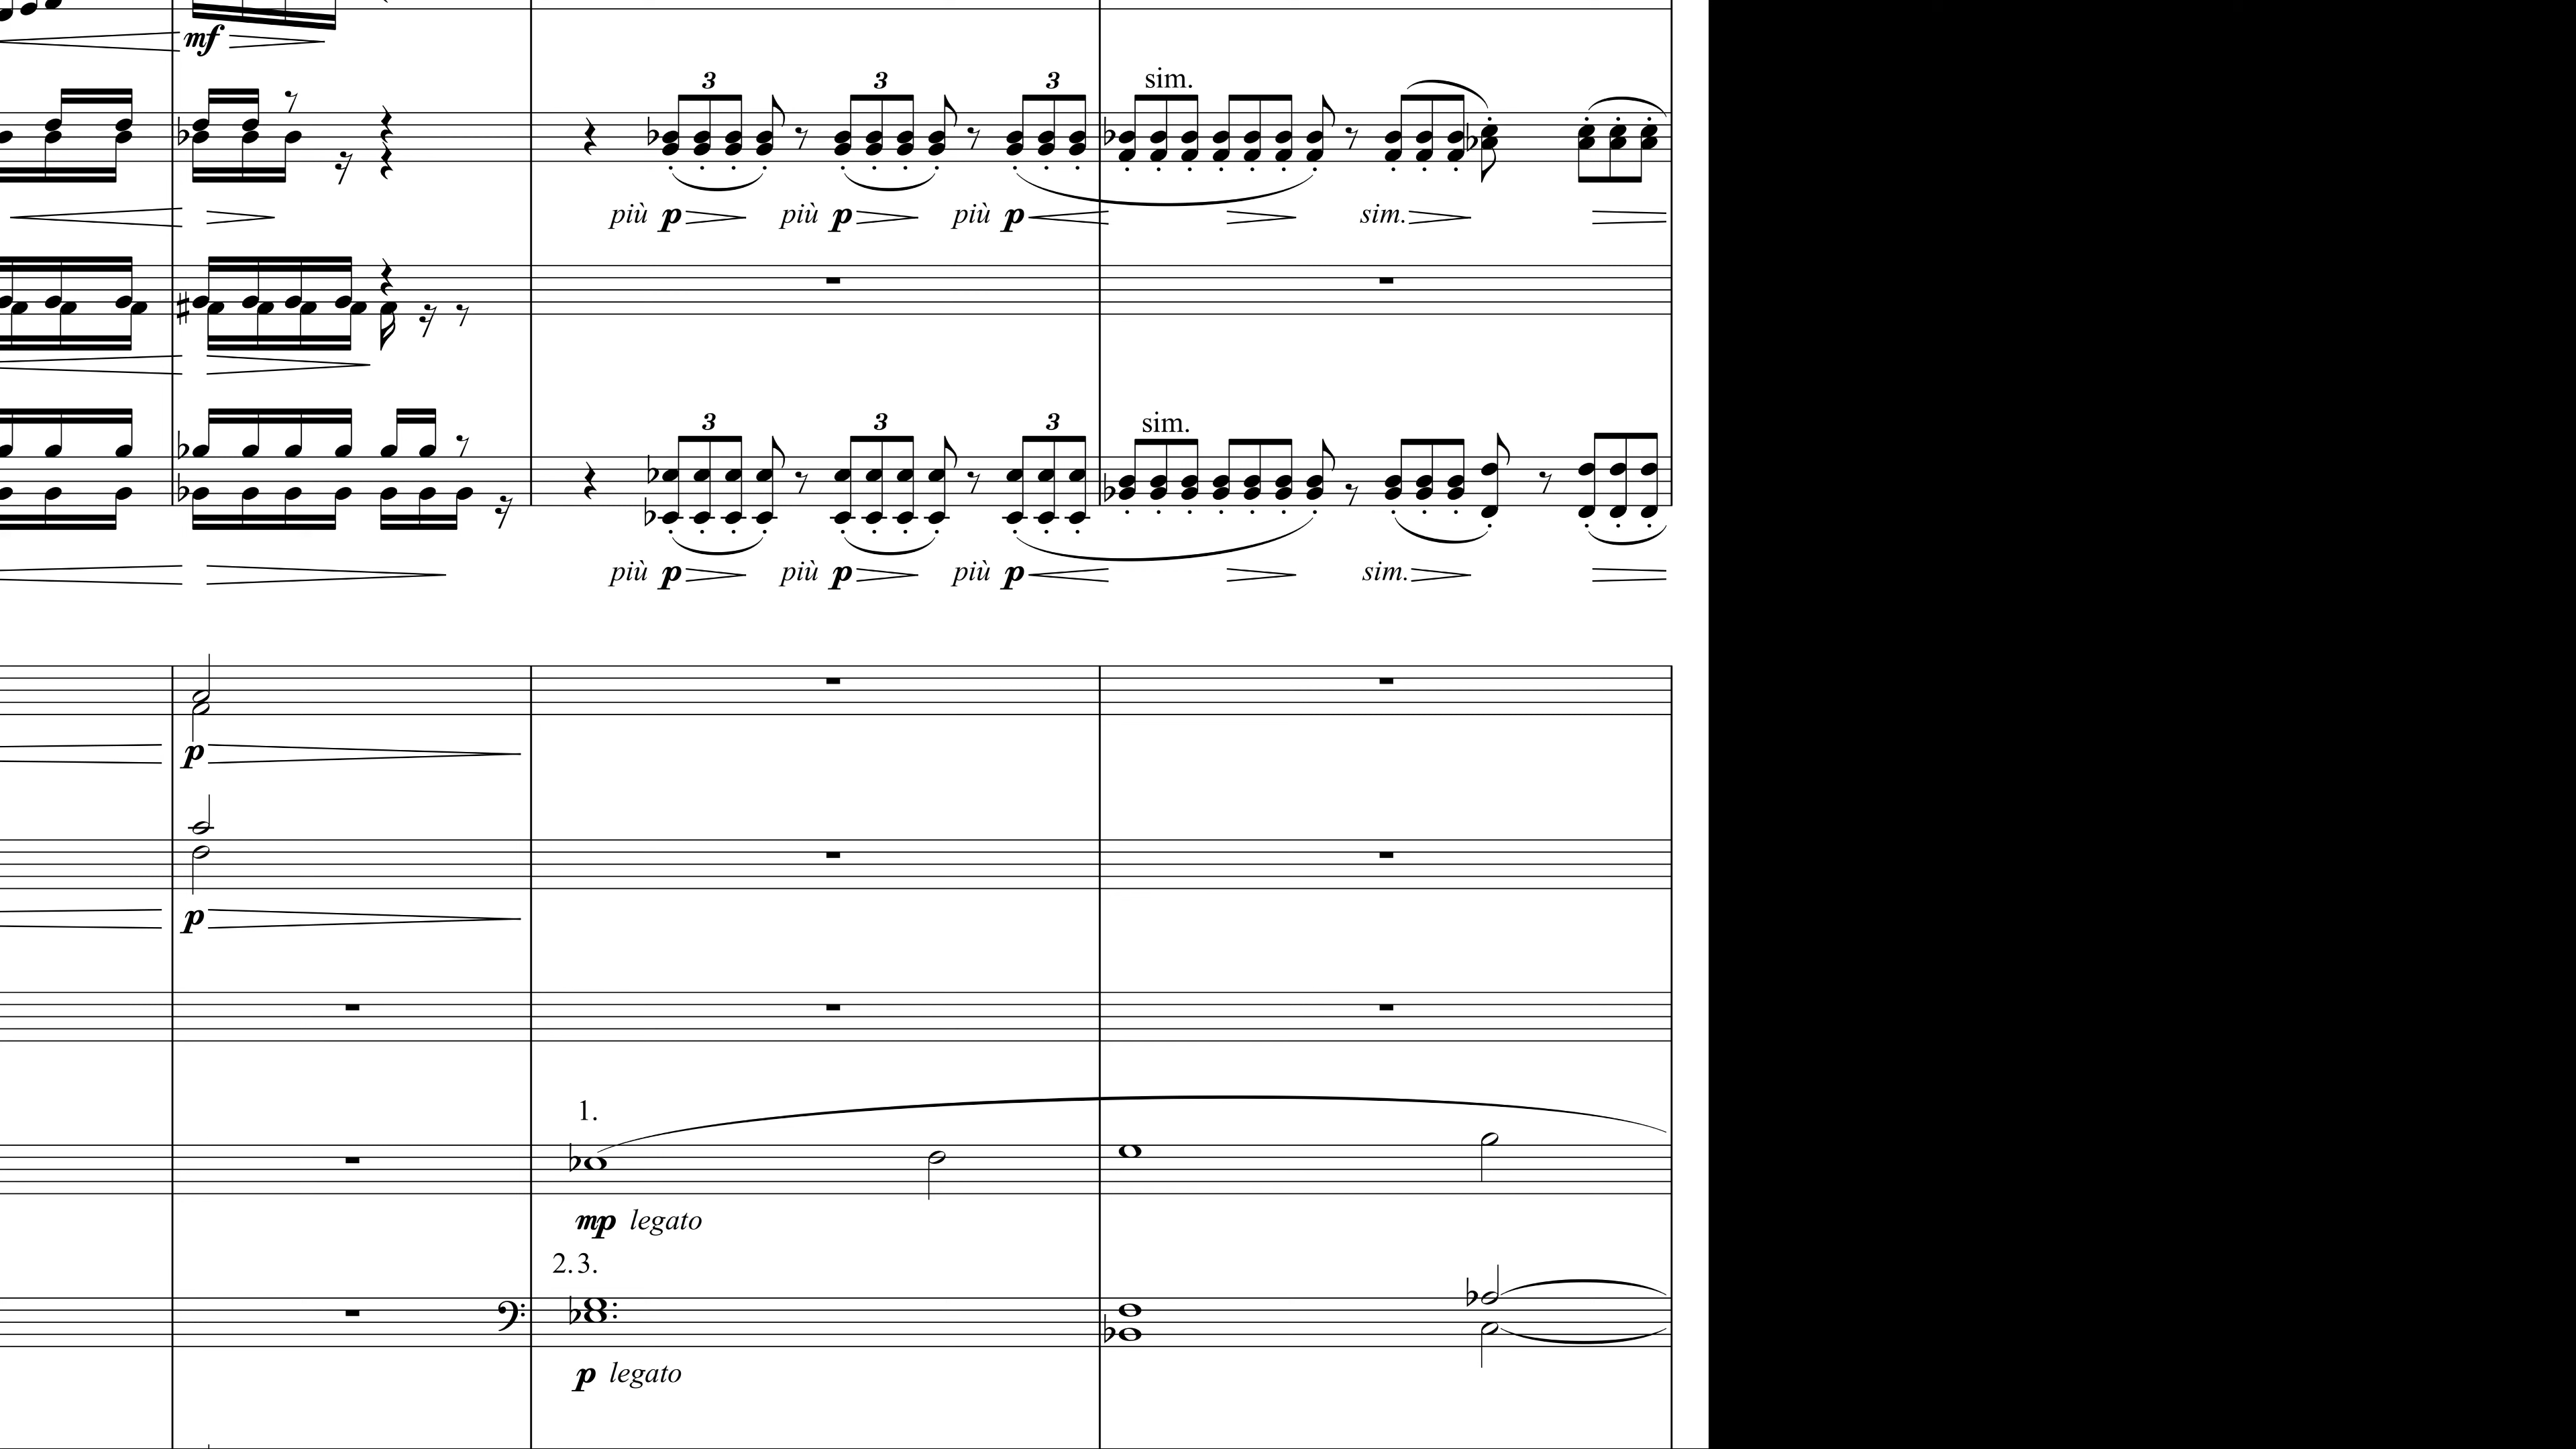 mf
3 3 3 sim.
più p più p più p sim.
3 3 3 sim.
più p più p più p sim.
p
p
1.
mp legato
2.3.
p legato